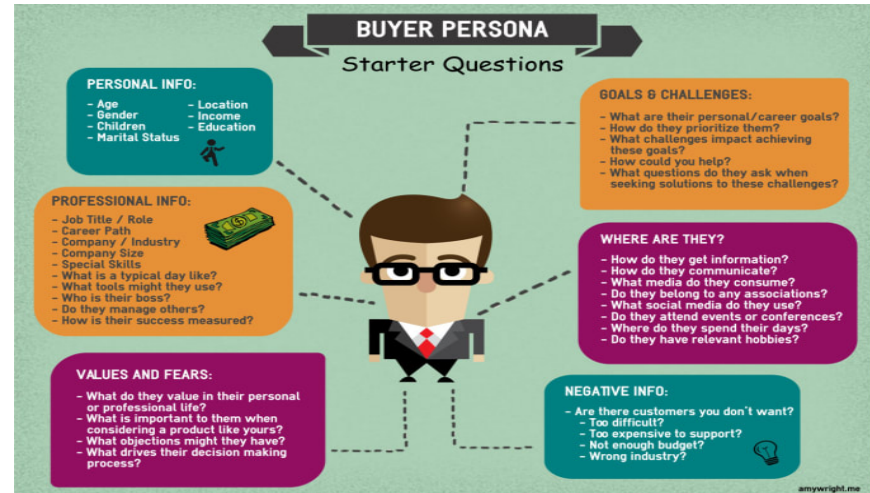 BUYER PERSONA
Starter Questions
PERSONAL INFO:
- Age
- Gender
- Children
- Marital Status
- Location
- Income
- Education
PROFESSIONAL INFO:
- Job Title / Role
- Career Path
- Company / Industry
- Company Size
- Special Skills
- What is a typical day like?
- What tools might they use?
- Who is their boss?
- Do they manage others?
- How is their success measured?
VALUES AND FEARS:
- What do they value in their personal
or professional life?
- What is important to them when
considering a product like yours?
- What objections might they have?
- What drives their decision making
process?
GOALS & CHALLENGES:
- What are their personal/career goals?
- How do they prioritize them?
- What challenges impact achieving
these goals?
- How could you help?
- What questions do they ask when
seeking solutions to these challenges?
WHERE ARE THEY?
- How do they get information?
- How do they communicate?
- What media do they consume?
- Do they belong to any associations?
- What social media do they use?
- Do they attend events or conferences?
- Where do they spend their days?
- Do they have relevant hobbies?
NEGATIVE INFO:
- Are there customers you don't want?
- Too difficult?
- Too expensive to support?
- Not enough budget?
- Wrong industry?
amywright.me